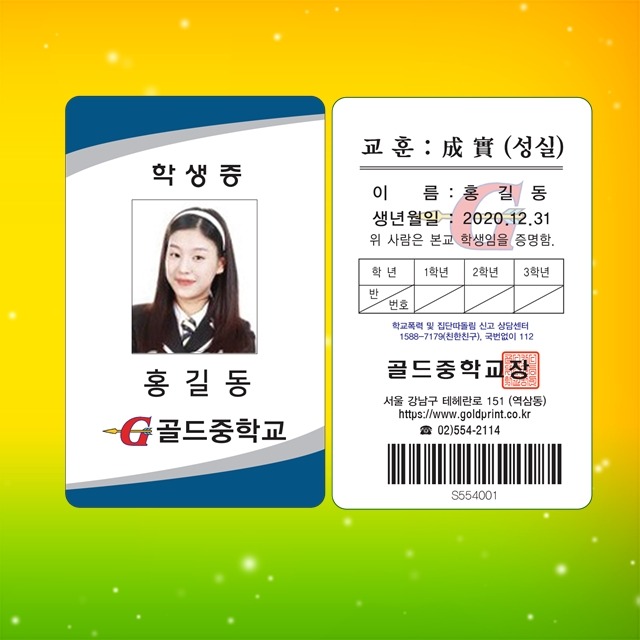 학생증
홍 길 동
G골드중학교
교 훈 : 成 實 (성실)
이 름 : 홍 길 동
생년월일 : 2020.12.31
위 사람은 본교 학생임을 증명함.
학 년 1학년 2학년 3학년
반 번호
학교폭력 및 집단따돌림 신고 상담센터
1588-7179(친한친구), 국번없이 112
골드중학교장
서울 강남구 테헤란로 151 (역삼동)
https://www.goldprint.co.kr
☎ 02)554-2114
S554001